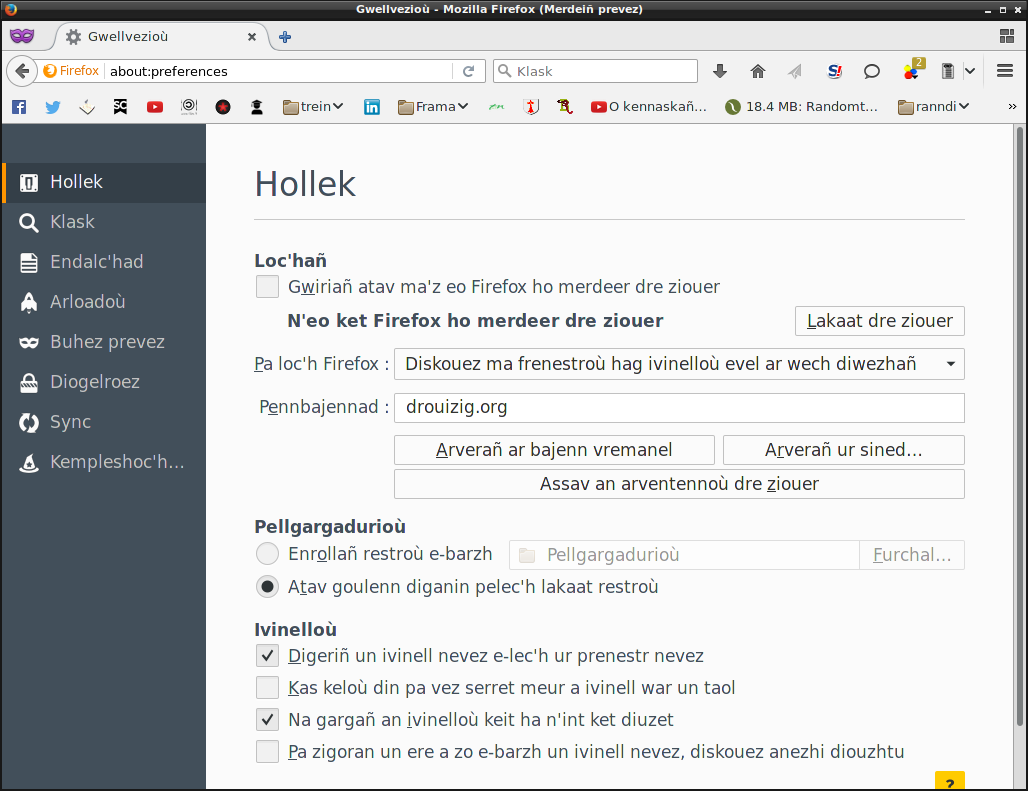 Gwellvezioù - Mozilla Firefox (Merdeiñ prevez)
Gwellvezioù
Firefox about:preferences Klask S! 2
trein Frama O kennaskañ... 18.4 MB: Randomt... ranndi »
Hollek
Klask
Endalc'had
Arloadoù
Buhez prevez
Diogelroez
Sync
Kempleshoc'h...
Hollek
Loc'hañ
Gwiriañ atav ma'z eo Firefox ho merdeer dre ziouer
N'eo ket Firefox ho merdeer dre ziouer Lakaat dre ziouer
Pa loc'h Firefox : Diskouez ma frenestroù hag ivinelloù evel ar wech diwezhañ
Pennbajennad : drouizig.org
Arverañ ar bajenn vremanel Arverañ ur sined...
Assav an arventennoù dre ziouer
Pellgargadurioù
Enrollañ restroù e-barzh Pellgargadurioù Furchal...
Atav goulenn diganin pelec'h lakaat restroù
Ivinelloù
Digeriñ un ivinell nevez e-lec'h ur prenestr nevez
Kas keloù din pa vez serret meur a ivinell war un taol
Na gargañ an ivinelloù keit ha n'int ket diuzet
Pa zigoran un ere a zo e-barzh un ivinell nevez, diskouez anezhi diouzhtu
?